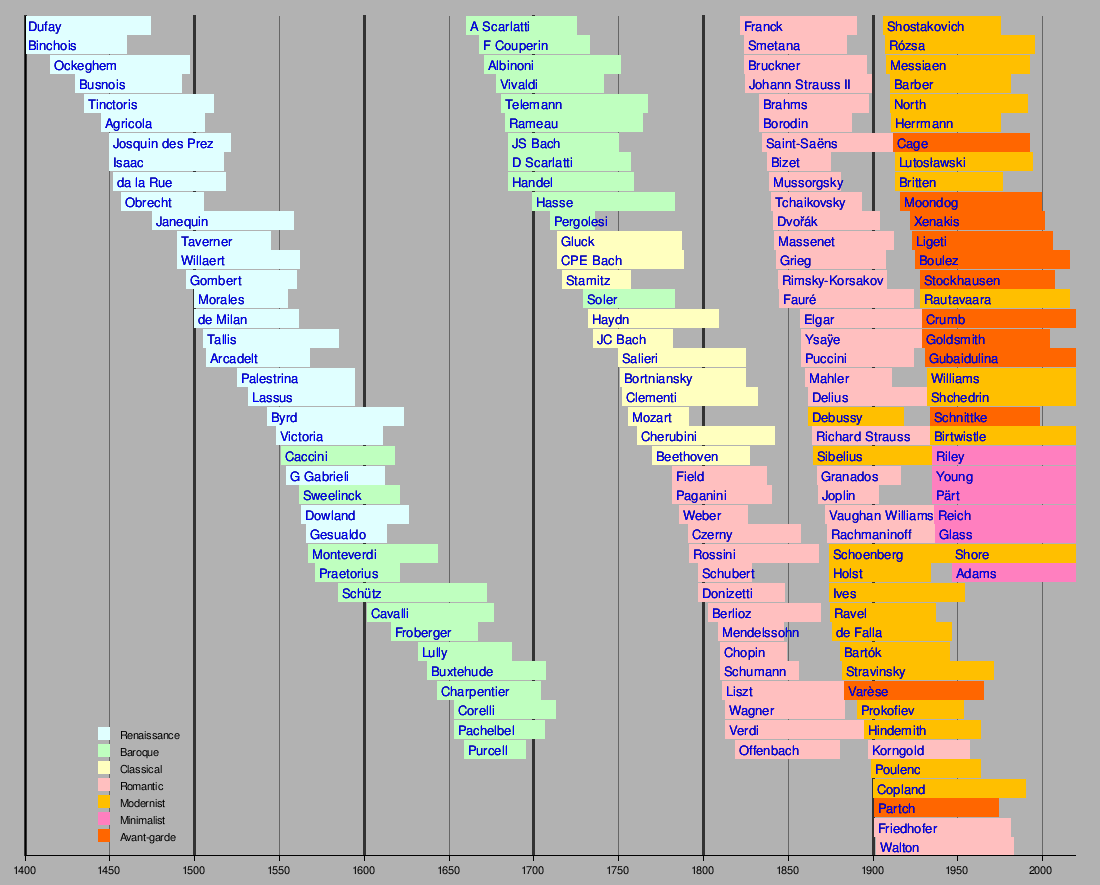 Dufay
Binchois
Ockeghem
Busnois
Tinctoris
Agricola
Josquin des Prez
Isaac
da la Rue
Obrecht
Janequin
Taverner
Willaert
Gombert
Morales
de Milan
Tallis
Arcadelt
Palestrina
Lassus
Byrd
Victoria
Caccini
G Gabrieli
Sweelinck
Dowland
Gesualdo
Monteverdi
Praetorius
Schütz
Cavalli
Froberger
Lully
Buxtehude
Charpentier
Corelli
Pachelbel
Purcell
A Scarlatti
F Couperin
Albinoni
Vivaldi
Telemann
Rameau
JS Bach
D Scarlatti
Handel
Hasse
Pergolesi
Gluck
CPE Bach
Stamitz
Soler
Haydn
JC Bach
Salieri
Bortniansky
Clementi
Mozart
Cherubini
Beethoven
Field
Paganini
Weber
Czerny
Rossini
Schubert
Donizetti
Berlioz
Mendelssohn
Chopin
Schumann
Liszt
Wagner
Verdi
Offenbach
Franck
Smetana
Bruckner
Johann Strauss II
Brahms
Borodin
Saint-Saëns
Bizet
Mussorgsky
Tchaikovsky
Dvořák
Massenet
Grieg
Rimsky-Korsakov
Fauré
Elgar
Ysaÿe
Puccini
Mahler
Delius
Debussy
Richard Strauss
Sibelius
Granados
Joplin
Vaughan Williams
Rachmaninoff
Schoenberg
Holst
Ives
Ravel
de Falla
Bartók
Stravinsky
Varèse
Prokofiev
Hindemith
Korngold
Poulenc
Copland
Partch
Friedhofer
Walton
Shostakovich
Rózsa
Messiaen
Barber
North
Herrmann
Cage
Lutosławski
Britten
Moondog
Xenakis
Ligeti
Boulez
Stockhausen
Rautavaara
Crumb
Goldsmith
Gubaidulina
Williams
Shchedrin
Schnittke
Birtwistle
Riley
Young
Pärt
Reich
Glass
Shore
Adams
Renaissance
Baroque
Classical
Romantic
Modernist
Minimalist
Avant-garde
1400 1450 1500 1550 1600 1650 1700 1750 1800 1850 1900 1950 2000